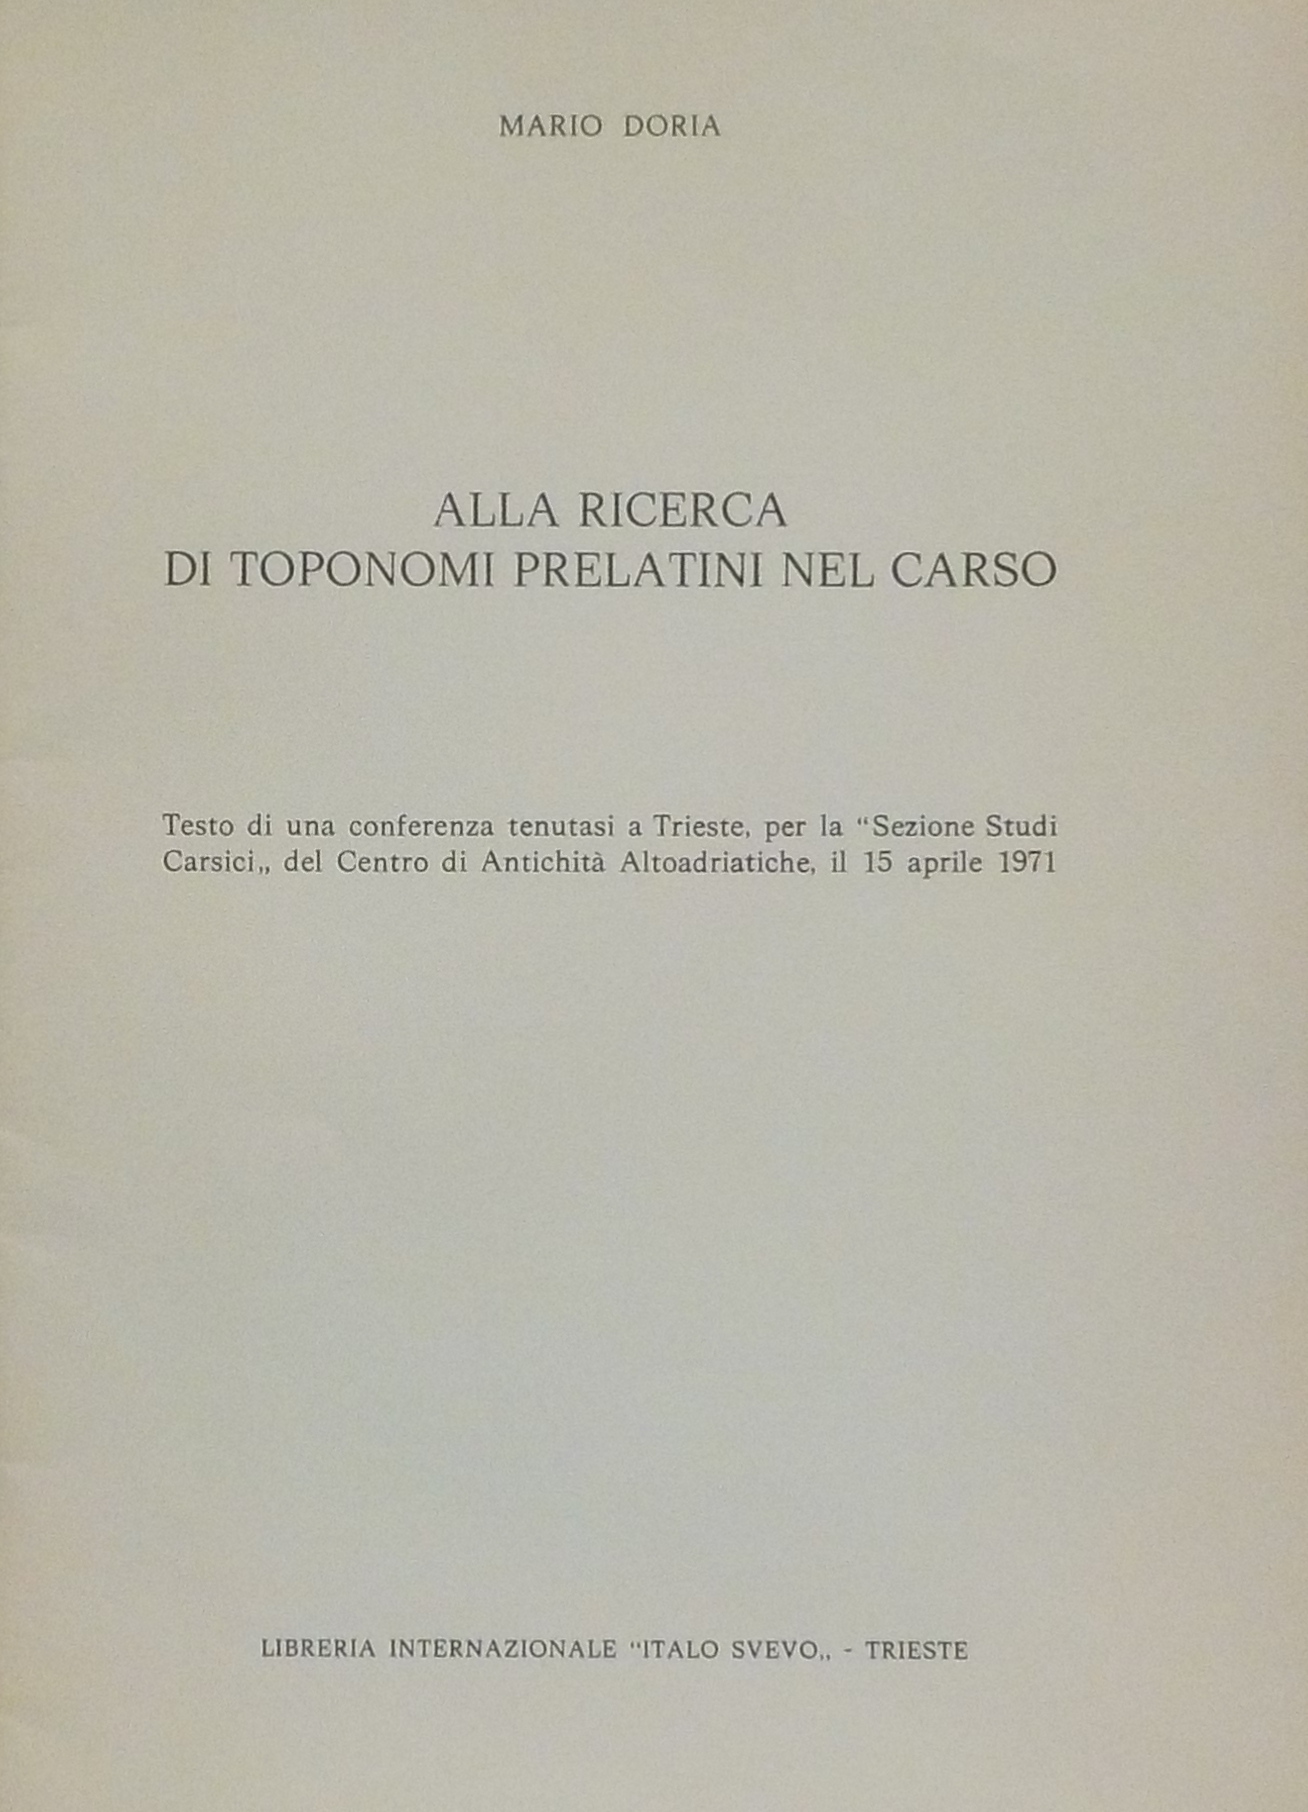 MARIO DORIA
ALLA RICERCA
DI TOPONOMI PRELATINI NEL CARSO
Testo di una conferenza tenutasi a Trieste, per la “Sezione Studi
Carsici„ del Centro di Antichità Altoadriatiche, il 15 aprile 1971
LIBRERIA INTERNAZIONALE “ITALO SVEVO„ - TRIESTE